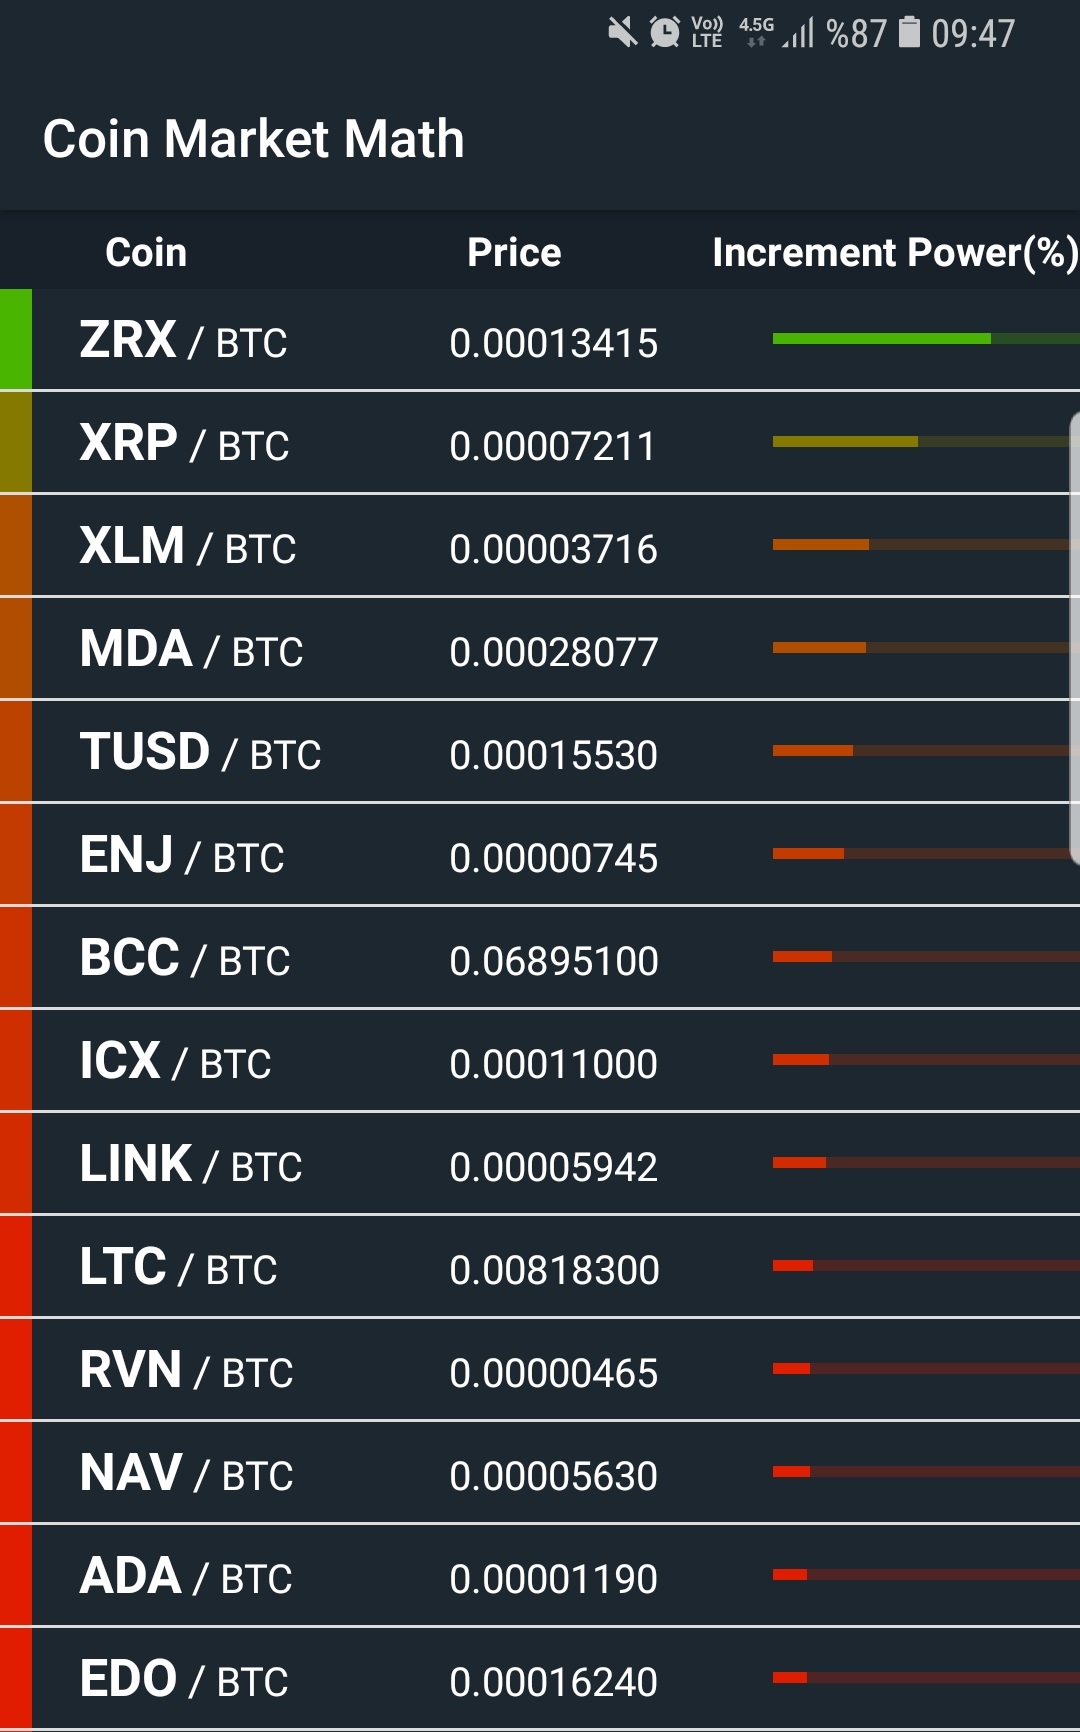 Vo)) LTE 4.5G %87 09:47
Coin Market Math
Coin Price Increment Power(%)
ZRX / BTC 0.00013415
XRP / BTC 0.00007211
XLM / BTC 0.00003716
MDA / BTC 0.00028077
TUSD / BTC 0.00015530
ENJ / BTC 0.00000745
BCC / BTC 0.06895100
ICX / BTC 0.00011000
LINK / BTC 0.00005942
LTC / BTC 0.00818300
RVN / BTC 0.00000465
NAV / BTC 0.00005630
ADA / BTC 0.00001190
EDO / BTC 0.00016240